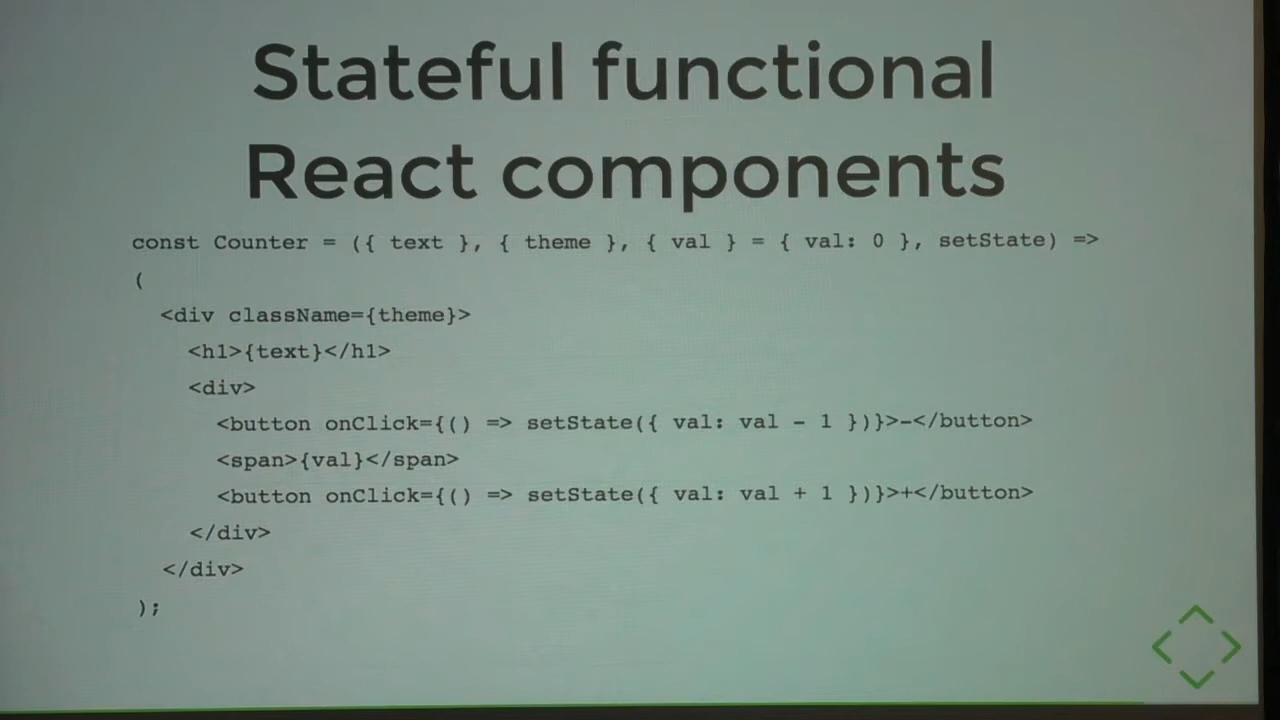 Stateful functional
React components
const Counter = ({ text }, { theme }, { val } = { val: 0 }, setState) =>
(
<div className={theme}>
<h1>{text}</h1>
<div>
<button onClick={() => setState({ val: val - 1 })}>-</button>
<span>{val}</span>
<button onClick={() => setState({ val: val + 1 })}>+</button>
</div>
</div>
);